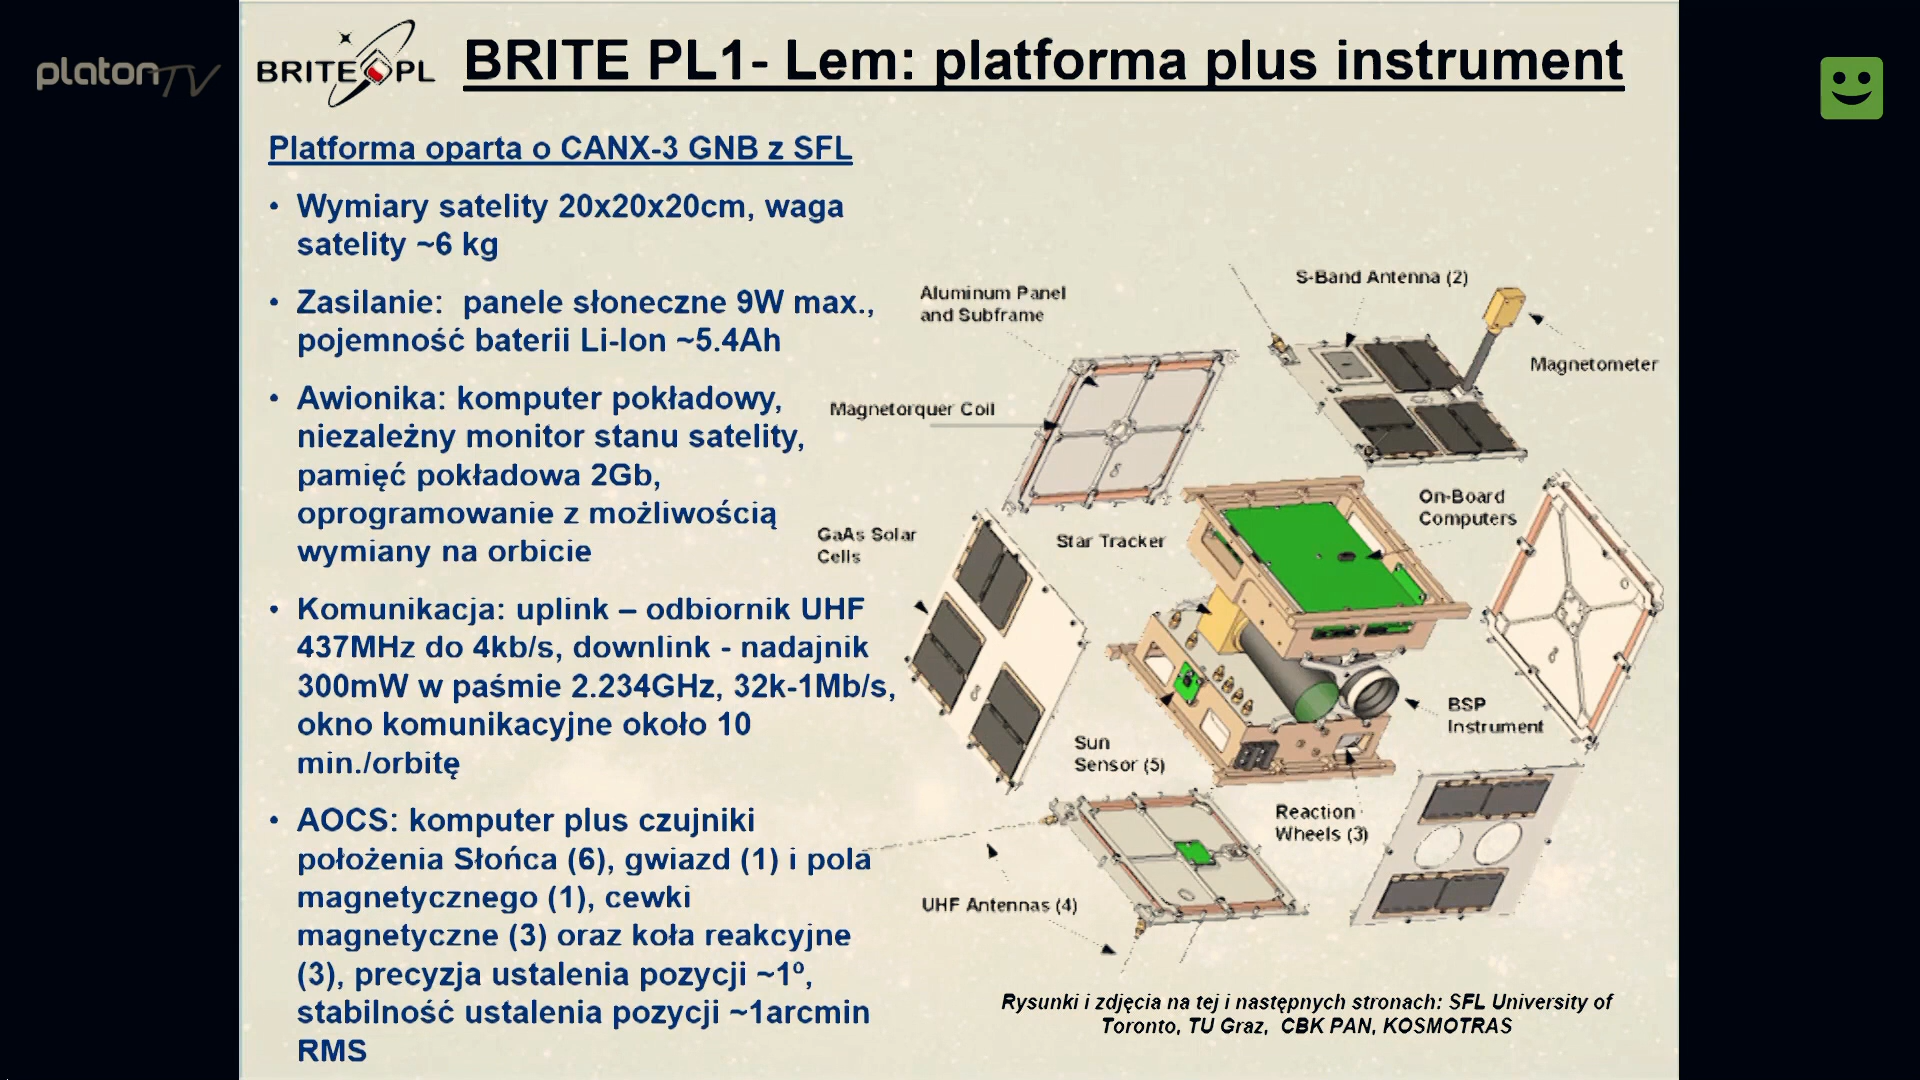 platonTV
BRITE PL
BRITE PL1- Lem: platforma plus instrument
Platforma oparta o CANX-3 GNB z SFL
• Wymiary satelity 20x20x20cm, waga
satelity ~6 kg
• Zasilanie: panele słoneczne 9W max.,
pojemność baterii Li-Ion ~5.4Ah
• Awionika: komputer pokładowy,
niezależny monitor stanu satelity,
pamięć pokładowa 2Gb,
oprogramowanie z możliwością
wymiany na orbicie
• Komunikacja: uplink – odbiornik UHF
437MHz do 4kb/s, downlink - nadajnik
300mW w paśmie 2.234GHz, 32k-1Mb/s,
okno komunikacyjne około 10
min./orbitę
• AOCS: komputer plus czujniki
położenia Słońca (6), gwiazd (1) i pola
magnetycznego (1), cewki
magnetyczne (3) oraz koła reakcyjne
(3), precyzja ustalenia pozycji ~1º,
stabilność ustalenia pozycji ~1arcmin
RMS
S-Band Antenna (2)
Aluminum Panel
and Subframe
Magnetometer
Magnetorquer Coil
On-Board
Computers
GaAs Solar
Cells
Star Tracker
BSP
Instrument
Sun
Sensor (5)
Reaction
Wheels (3)
UHF Antennas (4)
Rysunki i zdjęcia na tej i następnych stronach: SFL University of
Toronto, TU Graz, CBK PAN, KOSMOTRAS